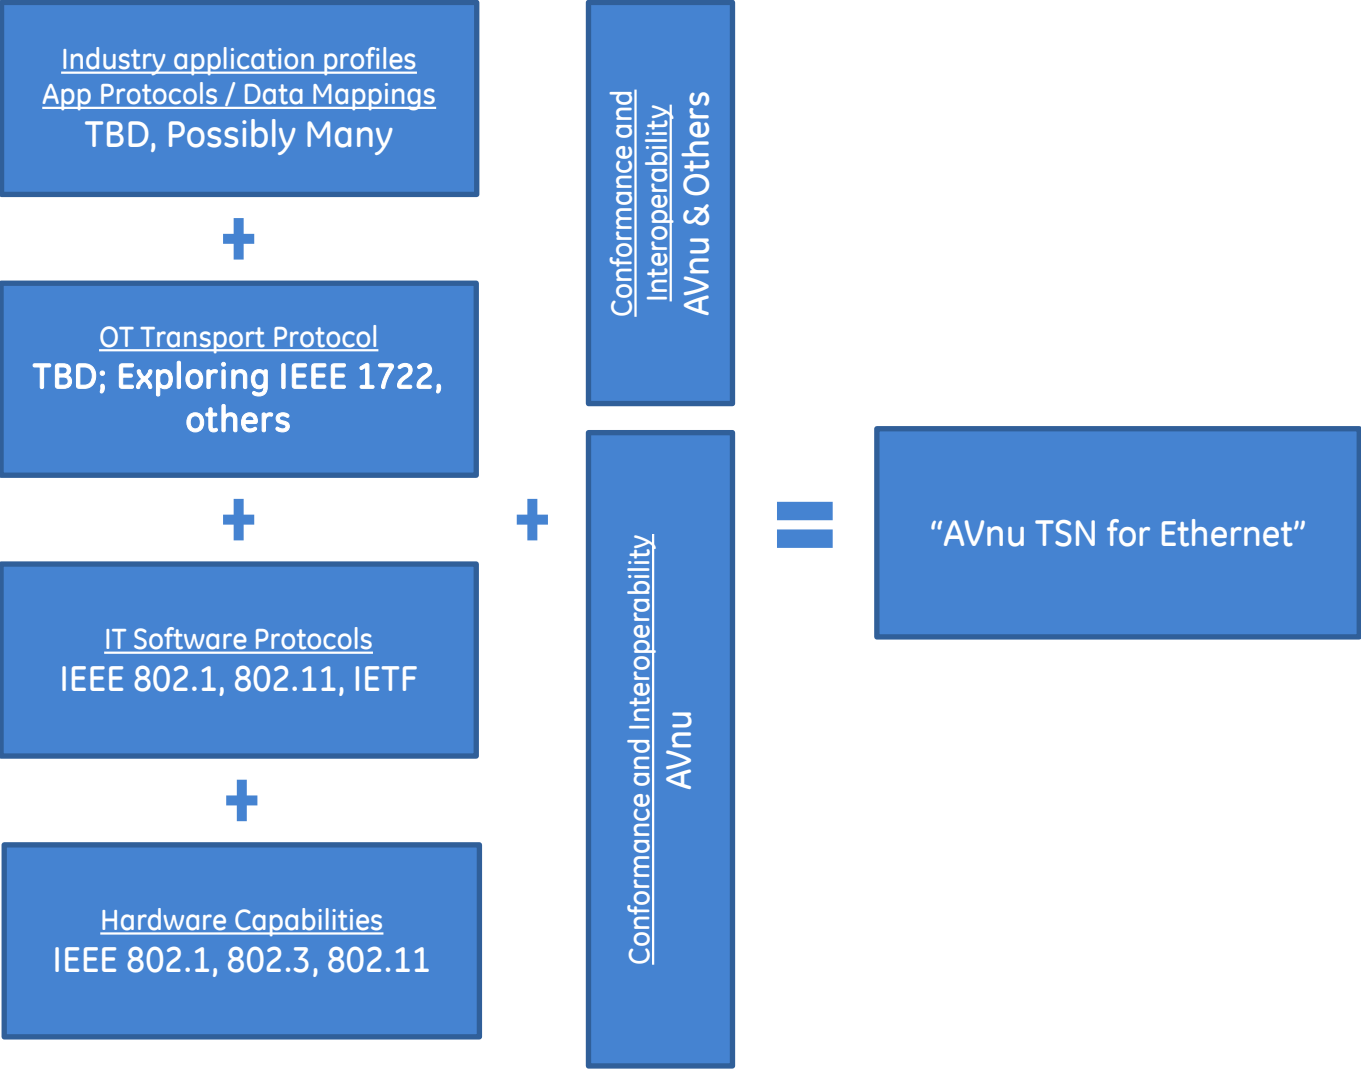 Industry application profiles
App Protocols / Data Mappings
TBD, Possibly Many
+
OT Transport Protocol
TBD; Exploring IEEE 1722,
others
+
IT Software Protocols
IEEE 802.1, 802.11, IETF
+
Hardware Capabilities
IEEE 802.1, 802.3, 802.11
+
Conformance and
Interoperability
AVnu & Others
Conformance and Interoperability
AVnu
=
“AVnu TSN for Ethernet”